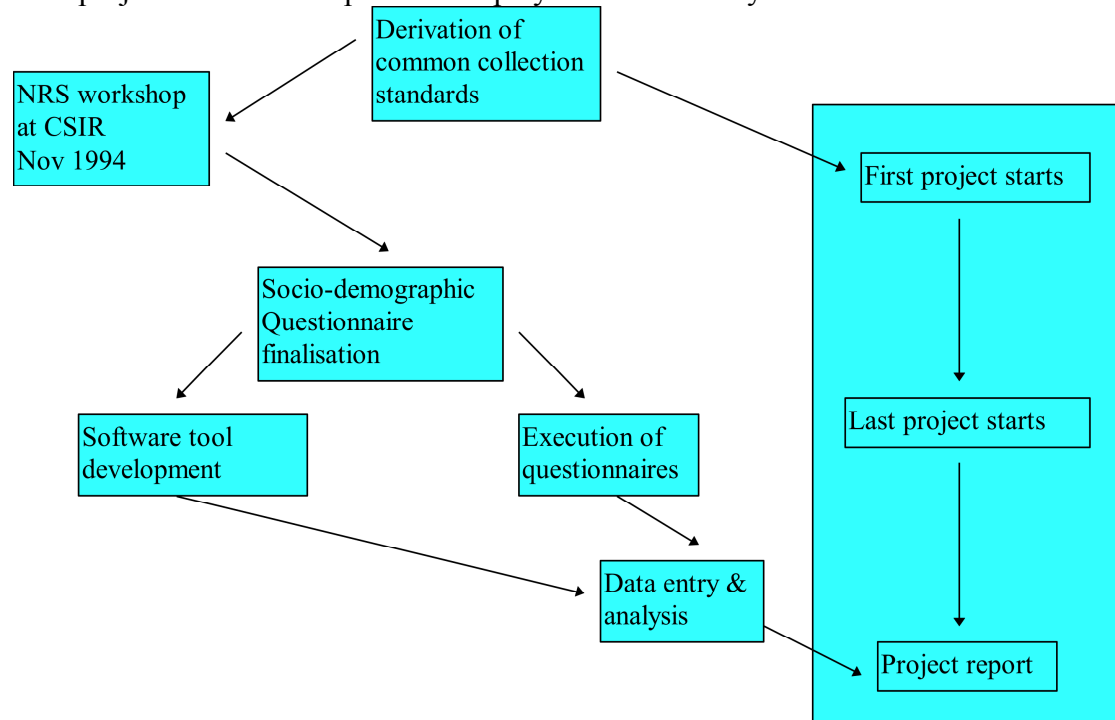 Derivation of
common collection
standards
NRS workshop
at CSIR
Nov 1994
First project starts
Socio-demographic
Questionnaire
finalisation
Software tool
development
Execution of
questionnaires
Last project starts
Data entry &
analysis
Project report